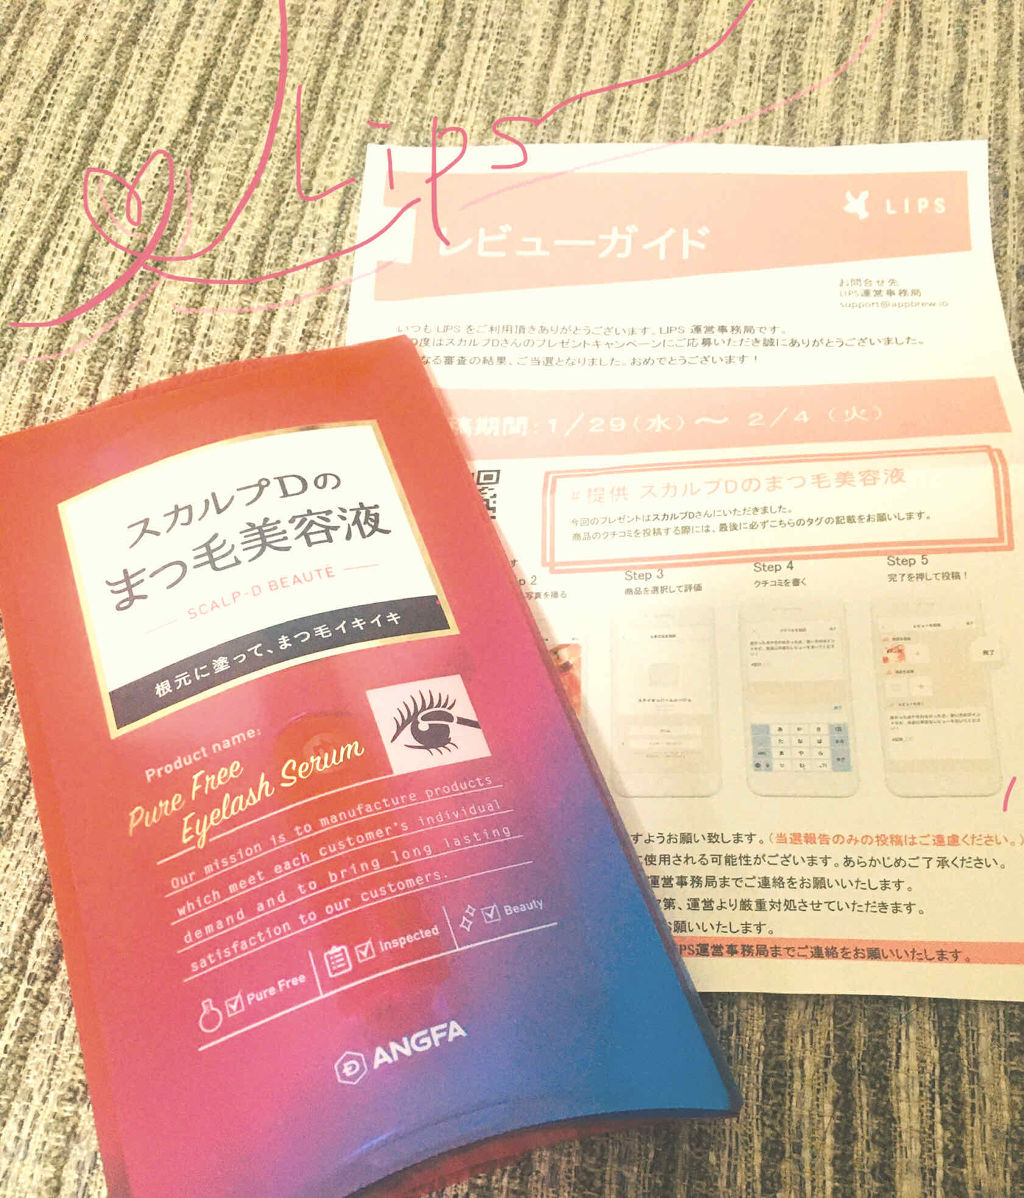 Lips
LIPS
レビューガイド
お問合せ先
LIPS運営事務局
support@appbrew.io
いつも LIPS をご利用頂きありがとうございます。LIPS 運営事務局です。
度はスカルプDさんのプレゼントキャンペーンにご応募いただき誠にありがとうございました。
なる審査の結果、ご当選となりました。おめでとうございます！
期間：1/29(水)～ 2/4 (火)
#提供 スカルプDのまつ毛美容液
今回のプレゼントはスカルプDさんにいただきました。
商品のクチコミを投稿する際には、最後に必ずこちらのタグの記載をお願いします。
p 2
写真を撮る
Step 3
商品を選択して評価
Step 4
クチコミを書く
Step 5
完了を押して投稿！
完了
すようお願い致します。(当選報告のみの投稿はご遠慮ください。)
使用される可能性がございます。あらかじめご了承ください。
運営事務局までご連絡をお願いいたします。
第、運営より厳重対処させていただきます。
お願いいたします。
PS運営事務局までご連絡をお願いいたします。
スカルプDの
まつ毛美容液
SCALP-D BEAUTÉ
根元に塗って、まつ毛イキイキ
Product name:
Pure Free
Eyelash Serum
Our mission is to manufacture products
which meet each customer's individual
demand and to bring long lasting
satisfaction to our customers.
Pure Free
Inspected
Beauty
ANGFA